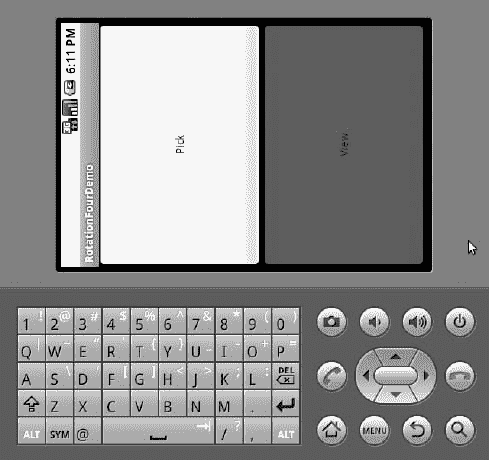 6:11 PM
RotationFourDemo
Pick
View
1 ! 2 @ 3 # 4 $ 5 % 6 ^ 7 & 8 * 9 ( 0 )
Q W E R T Y U I O P
A S D F G H J K L DEL
Z X C V B N M .
ALT SYM @ / ? , ALT
MENU